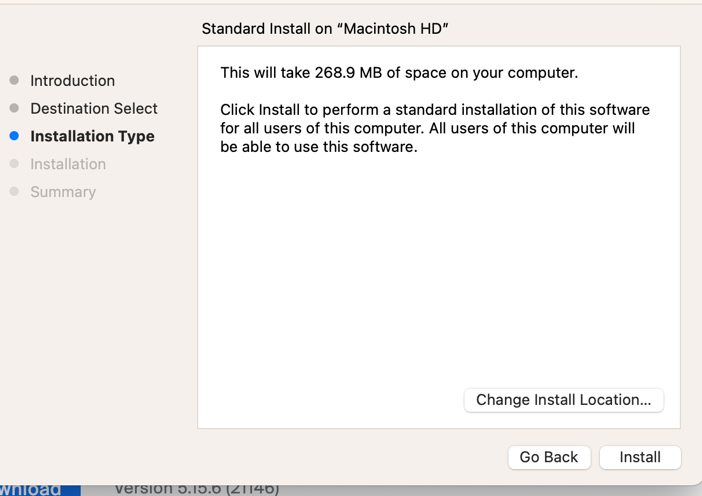 Standard Install on “Macintosh HD”
Introduction
Destination Select
Installation Type
Installation
Summary
This will take 268.9 MB of space on your computer.
Click Install to perform a standard installation of this software
for all users of this computer. All users of this computer will
be able to use this software.
Change Install Location...
Go Back
Install
Version 5.15.6 (21146)